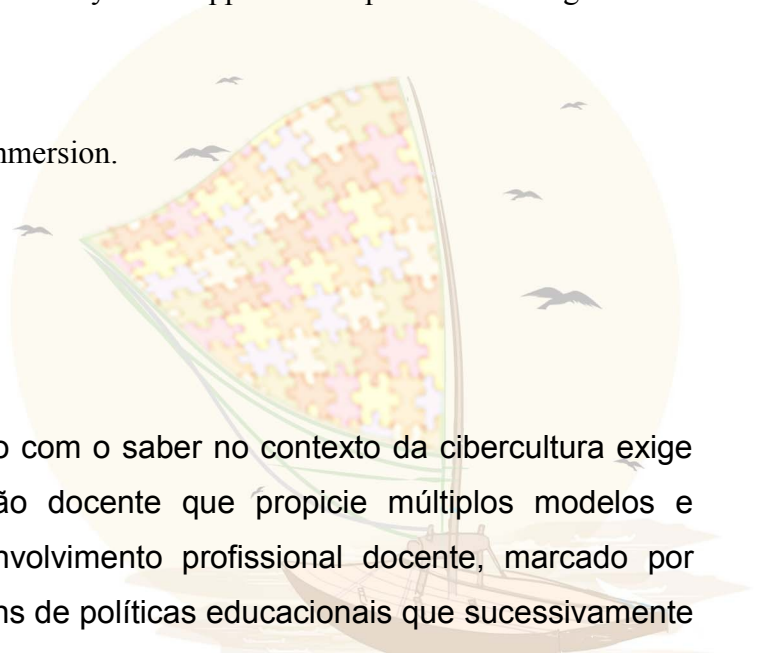 nmersion.
o com o saber no contexto da cibercultura exige
ão docente que propicie múltiplos modelos e
nvolvimento profissional docente, marcado por
ns de políticas educacionais que sucessivamente